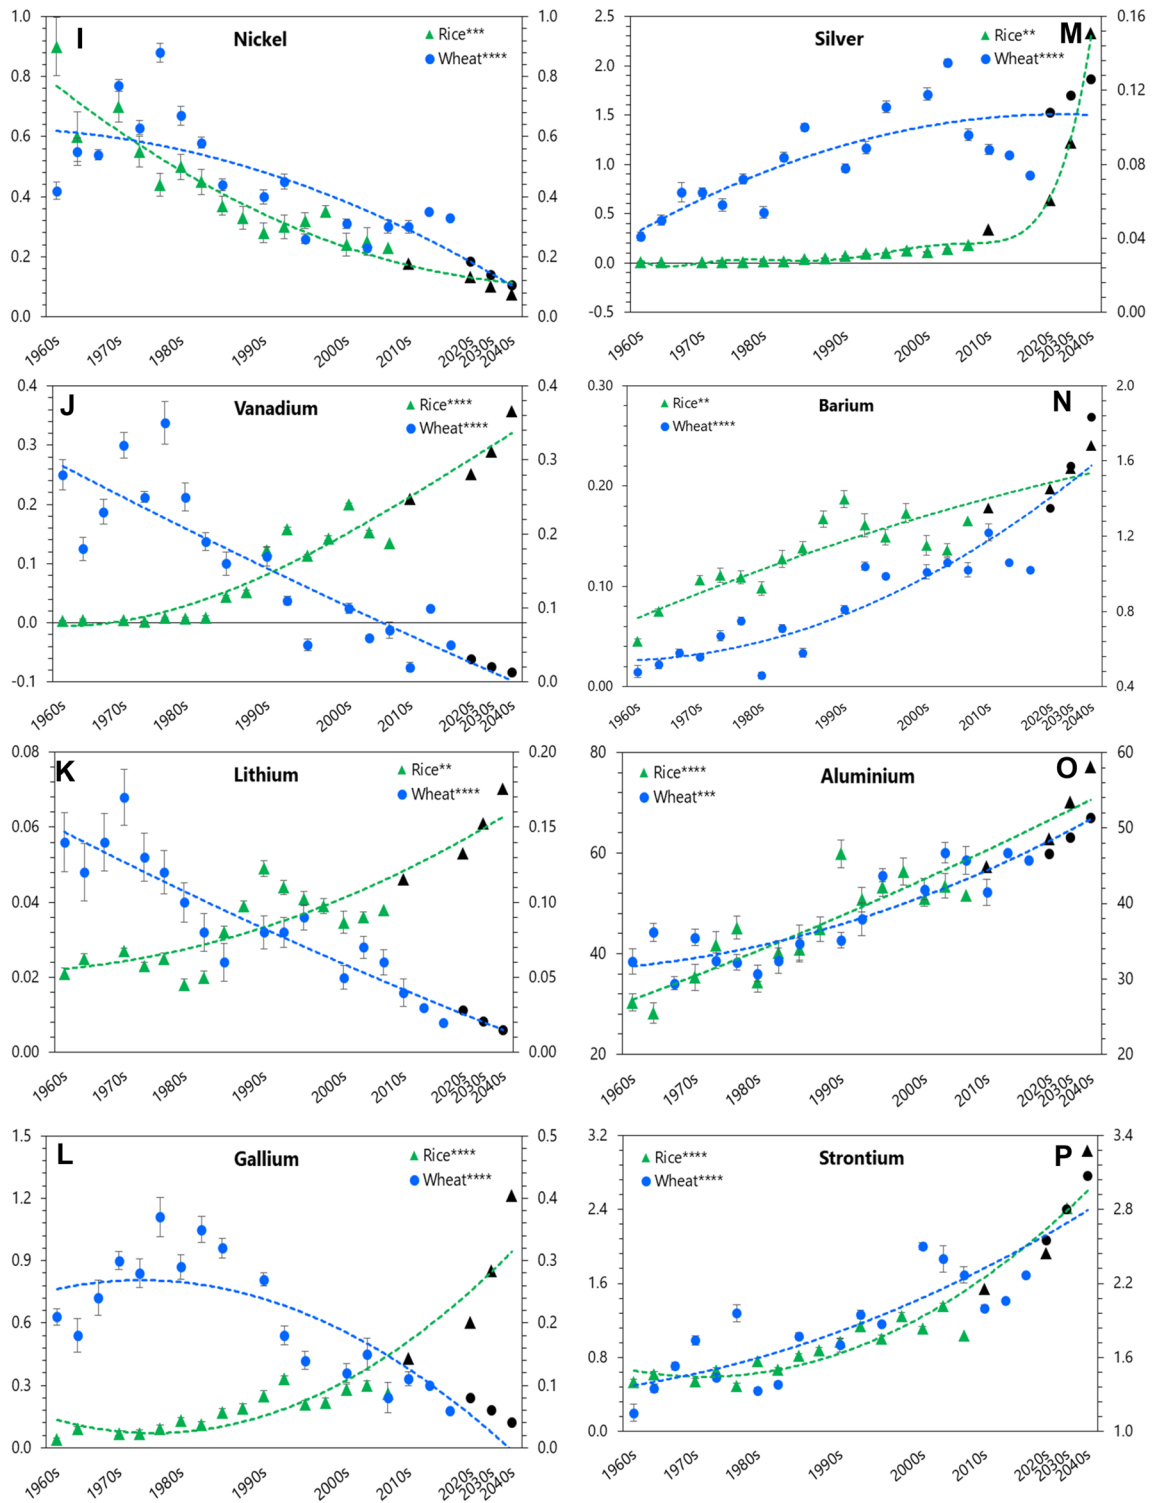 I
Nickel
Rice***
Wheat****
1.0
0.8
0.6
0.4
0.2
0.0
1.0
0.8
0.6
0.4
0.2
0.0
1960s
1970s
1980s
1990s
2000s
2010s
2020s
2030s
2040s
M
Silver
Rice**
Wheat****
2.5
2.0
1.5
1.0
0.5
0.0
-0.5
0.16
0.12
0.08
0.04
0.00
1960s
1970s
1980s
1990s
2000s
2010s
2020s
2030s
2040s
J
Vanadium
Rice****
Wheat****
0.4
0.3
0.2
0.1
0.0
-0.1
0.4
0.3
0.2
0.1
0.0
1960s
1970s
1980s
1990s
2000s
2010s
2020s
2030s
2040s
N
Barium
Rice**
Wheat****
0.30
0.20
0.10
0.00
2.0
1.6
1.2
0.8
0.4
1960s
1970s
1980s
1990s
2000s
2010s
2020s
2030s
2040s
K
Lithium
Rice**
Wheat****
0.08
0.06
0.04
0.02
0.00
0.20
0.15
0.10
0.05
0.00
1960s
1970s
1980s
1990s
2000s
2010s
2020s
2030s
2040s
O
Aluminium
Rice****
Wheat***
80
60
40
20
60
50
40
30
20
1960s
1970s
1980s
1990s
2000s
2010s
2020s
2030s
2040s
L
Gallium
Rice****
Wheat****
1.5
1.2
0.9
0.6
0.3
0.0
0.5
0.4
0.3
0.2
0.1
0.0
1960s
1970s
1980s
1990s
2000s
2010s
2020s
2030s
2040s
P
Strontium
Rice****
Wheat****
3.2
2.4
1.6
0.8
0.0
3.4
2.8
2.2
1.6
1.0
1960s
1970s
1980s
1990s
2000s
2010s
2020s
2030s
2040s